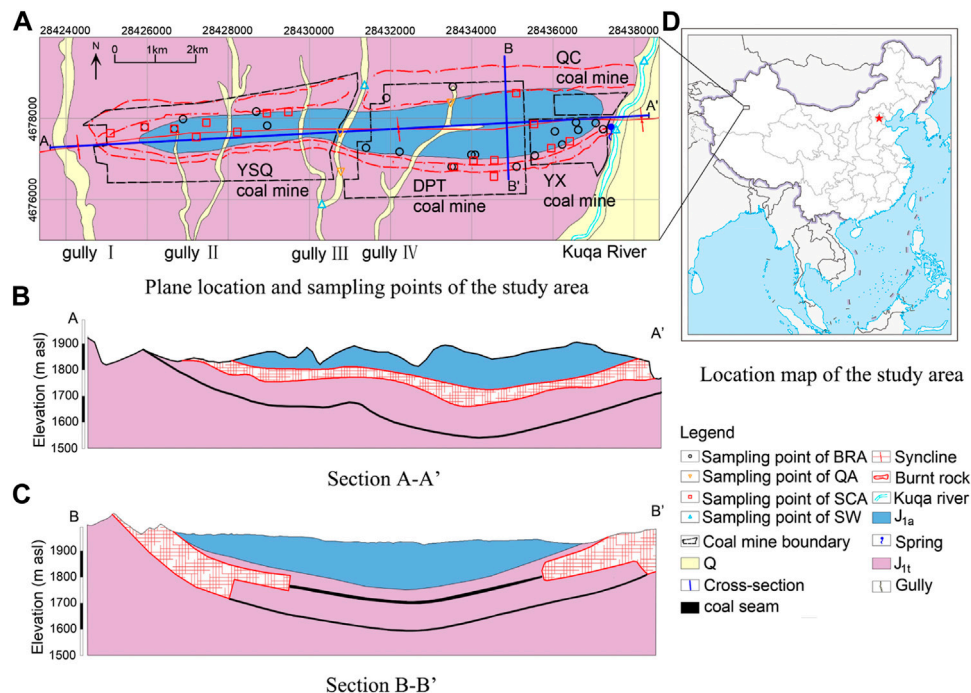 A
D
28424000 28426000 28428000 28430000 28432000 28434000 28436000 28438000
N
0 1km 2km
B
QC
coal mine
4678000
A'
A
YSQ
coal mine
DPT
coal mine
B'
YX
coal mine
4676000
gully I
gully II
gully III
gully IV
Kuqa River
Plane location and sampling points of the study area
B
A
A'
Elevation (m asl)
1900
1800
1700
1600
1500
Section A-A'
C
B
B'
Elevation (m asl)
1900
1800
1700
1600
1500
Section B-B'
Location map of the study area
Legend
Sampling point of BRA
Sampling point of QA
Sampling point of SCA
Sampling point of SW
Coal mine boundary
Q
Cross-section
coal seam
Syncline
Burnt rock
Kuqa river
J1a
Spring
J1t
Gully